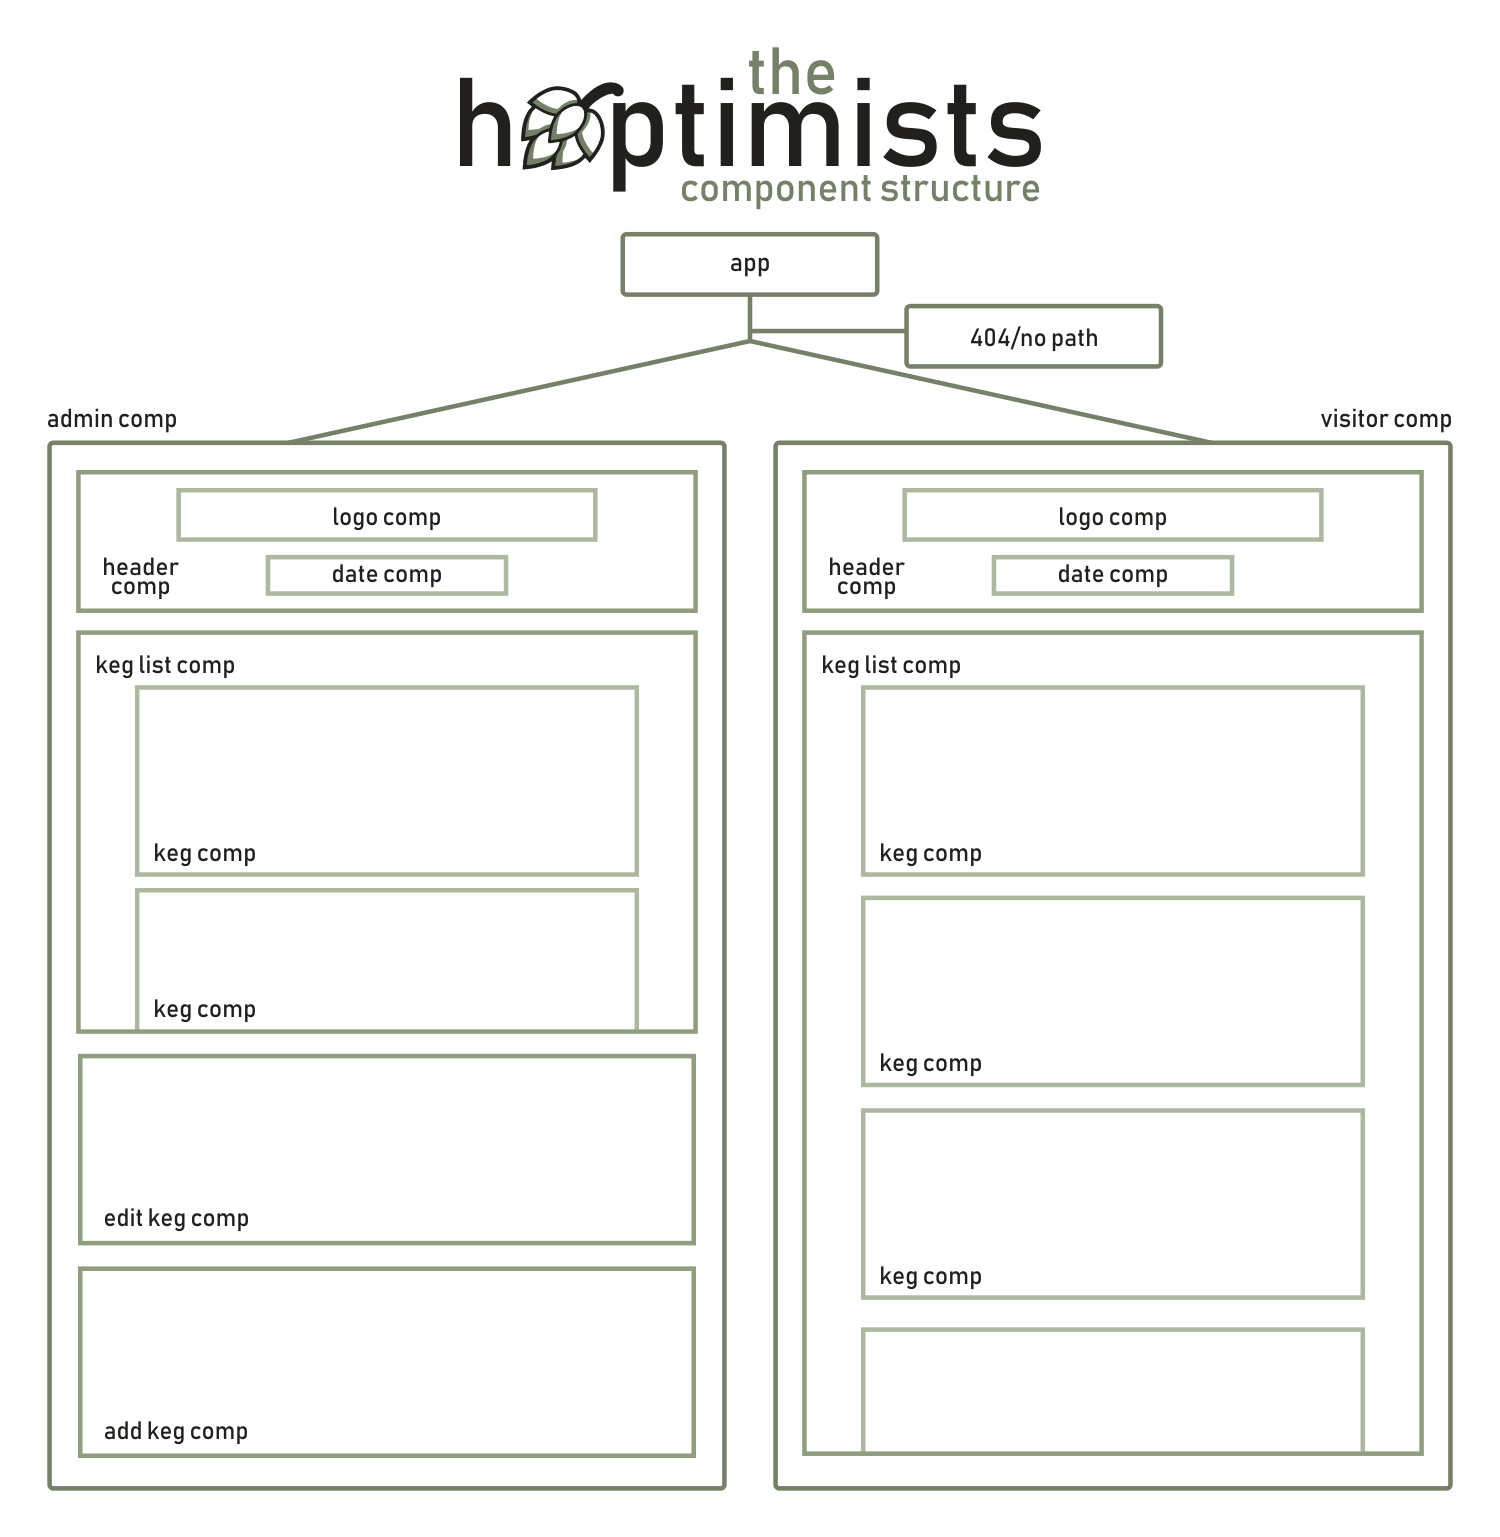 the
hoptimists
component structure
app
404/no path
admin comp
visitor comp
logo comp
date comp
header
comp
keg list comp
keg comp
keg comp
edit keg comp
add keg comp
logo comp
date comp
header
comp
keg list comp
keg comp
keg comp
keg comp